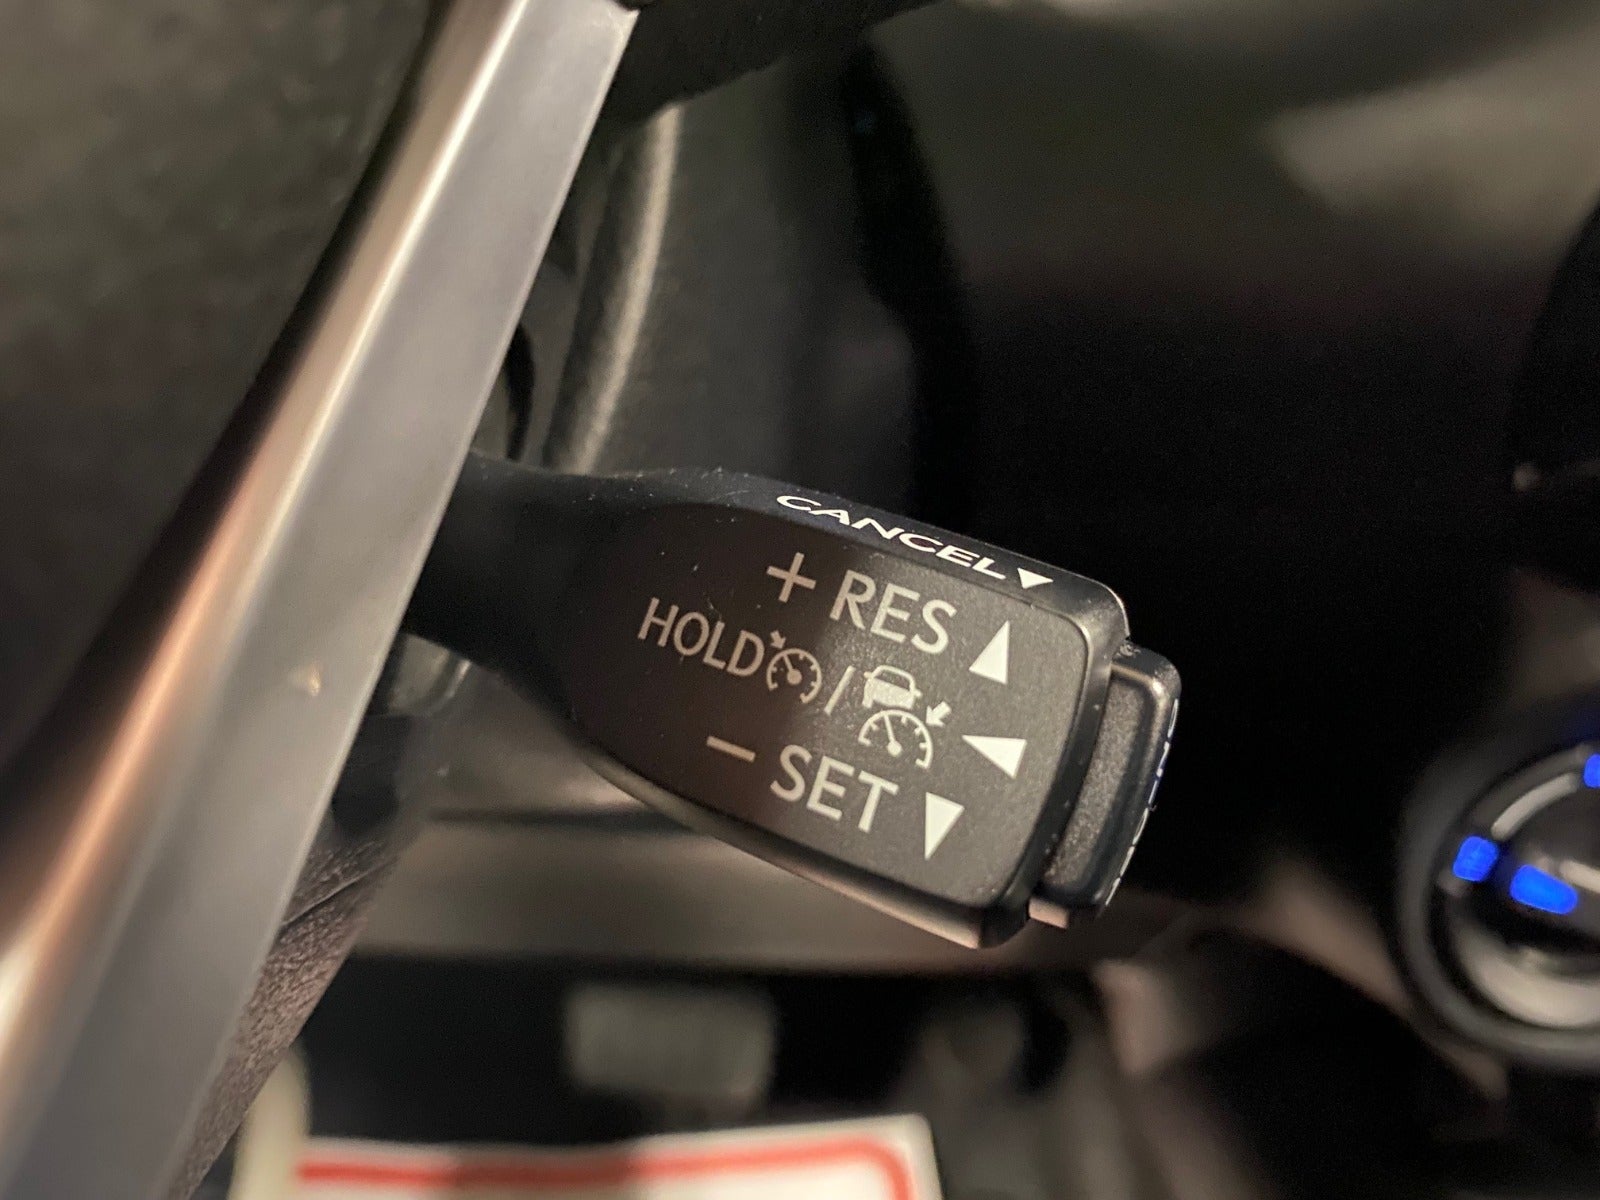 CANCEL
+ RES
HOLD /
- SET